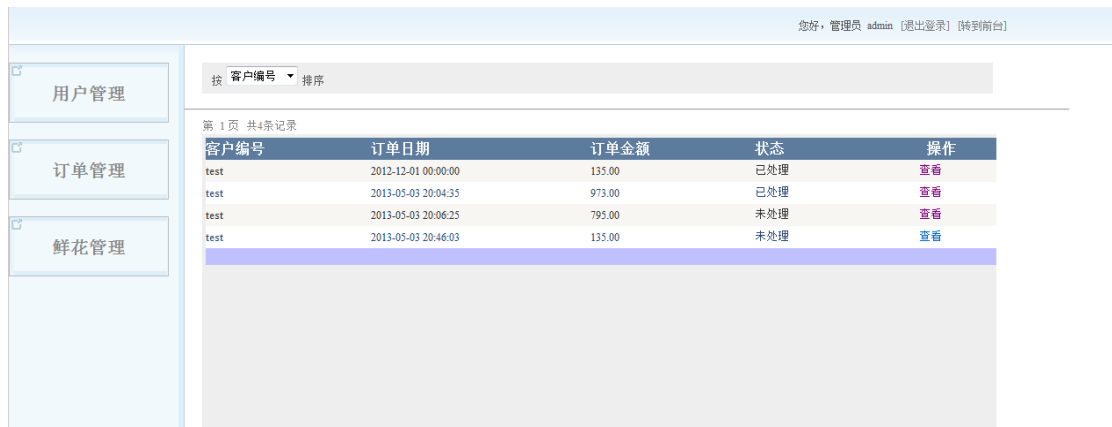 您好，管理员 admin [退出登录] [转到前台]
用户管理
订单管理
鲜花管理
按 客户编号 排序
第 1页 共4条记录
客户编号 订单日期 订单金额 状态 操作
test 2012-12-01 00:00:00 135.00 已处理 查看
test 2013-05-03 20:04:35 973.00 已处理 查看
test 2013-05-03 20:06:25 795.00 未处理 查看
test 2013-05-03 20:46:03 135.00 未处理 查看